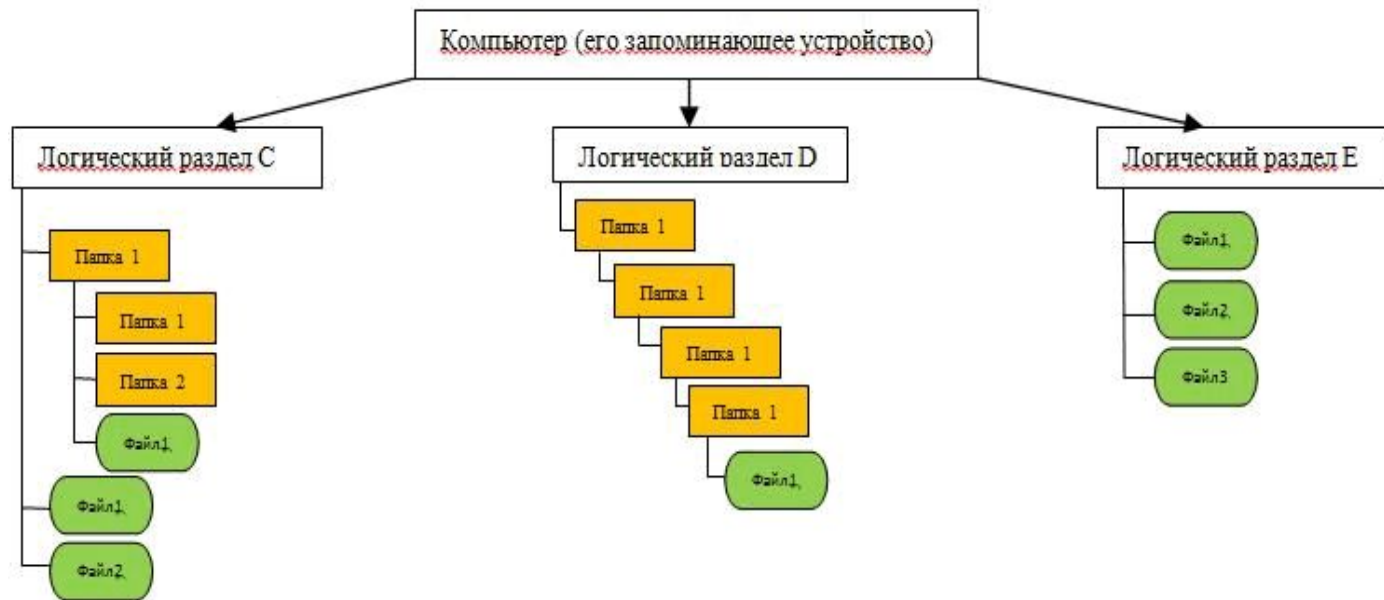 Компьютер (его запоминающее устройство)
Логический раздел C
Папка 1
Папка 1
Папка 2
Файл1.
Файл1.
Файл2.
Логический раздел D
Папка 1
Папка 1
Папка 1
Папка 1
Файл1.
Логический раздел E
Файл1.
Файл2.
Файл3